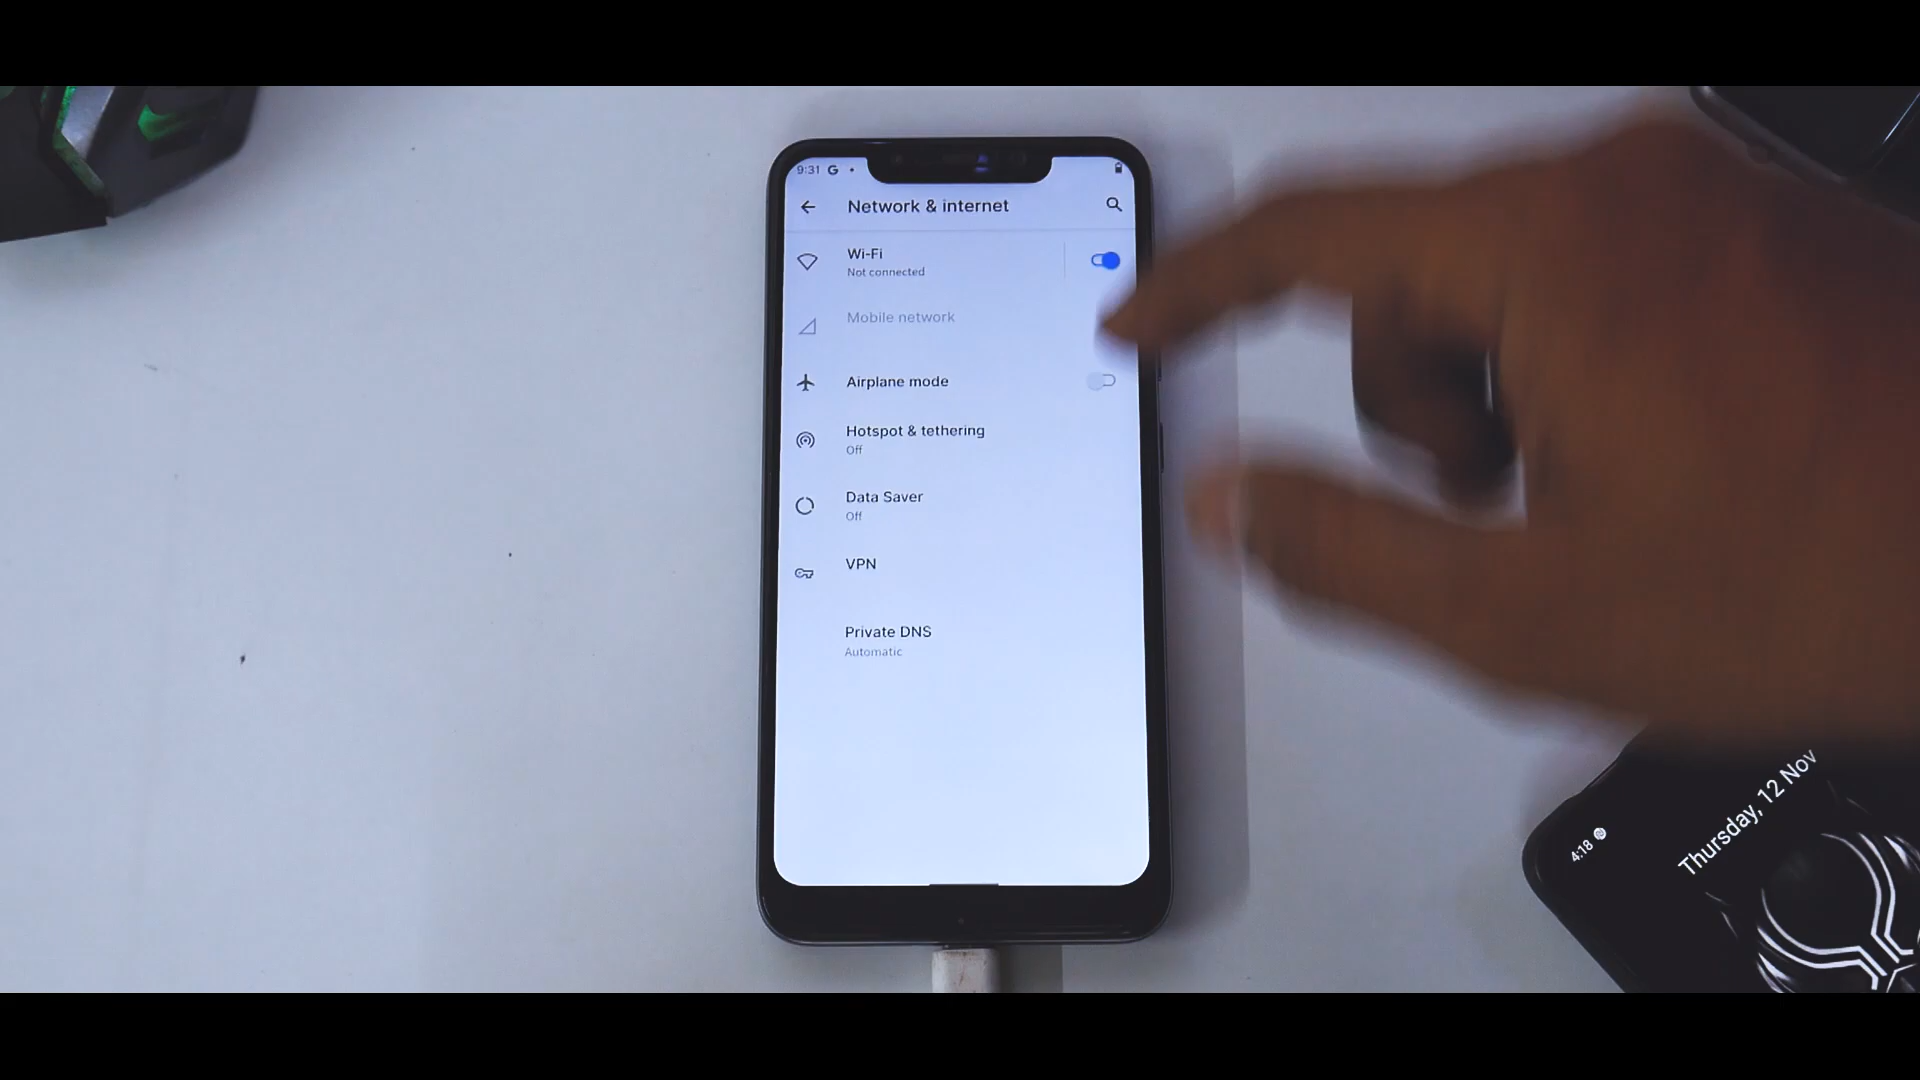 9:31 G
Network & internet
Wi-Fi
Not connected
Mobile network
Airplane mode
Hotspot & tethering
Off
Data Saver
Off
VPN
Private DNS
Automatic
4:18
Thursday, 12 Nov